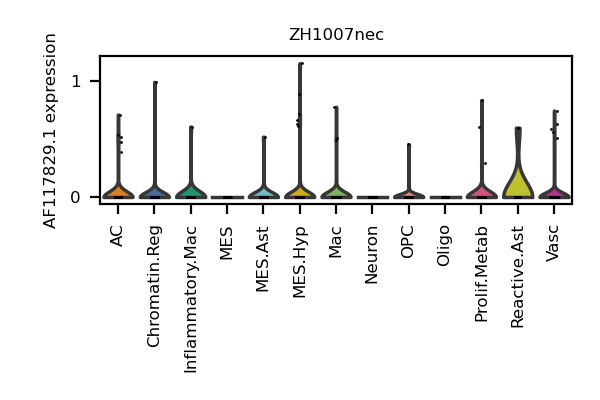 ZH1007nec
AF117829.1 expression
1
0
AC
Chromatin.Reg
Inflammatory.Mac
MES
MES.Ast
MES.Hyp
Mac
Neuron
OPC
Oligo
Prolif.Metab
Reactive.Ast
Vasc